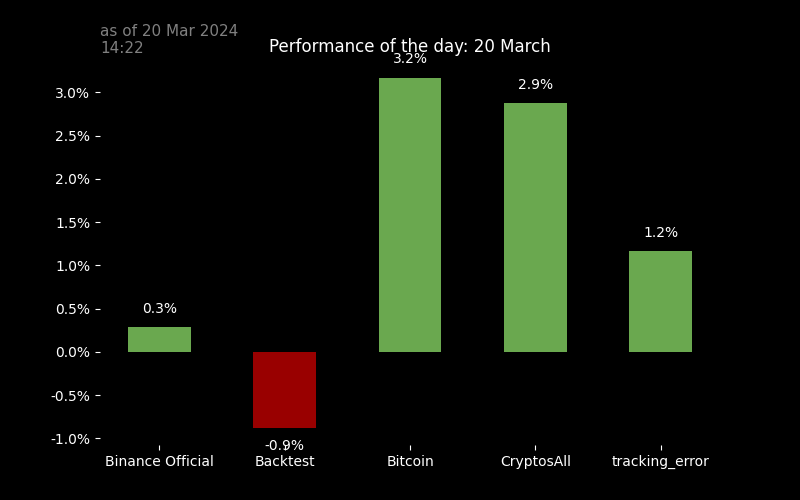 as of 20 Mar 2024
14:22
Performance of the day: 20 March
3.2%
3.0%
2.9%
2.5%
2.0%
1.5%
1.2%
1.0%
0.5%
0.3%
0.0%
-0.5%
-1.0%
-0.9%
Binance Official
Backtest
Bitcoin
CryptosAll
tracking_error